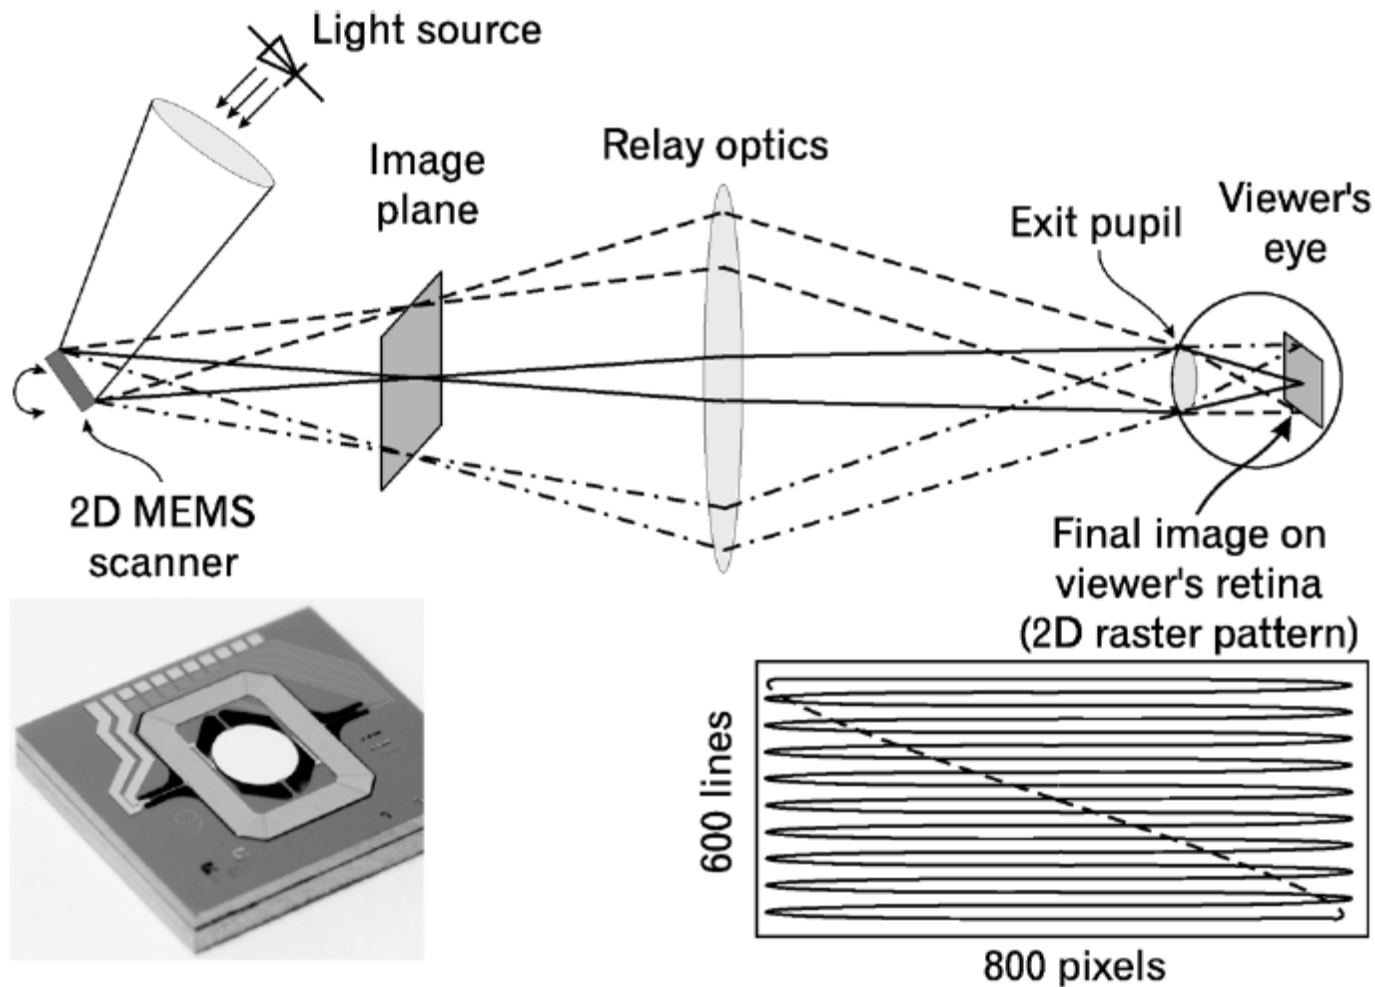 Light source
Image
plane
Relay optics
Exit pupil
Viewer's
eye
2D MEMS
scanner
Final image on
viewer's retina
(2D raster pattern)
600 lines
800 pixels